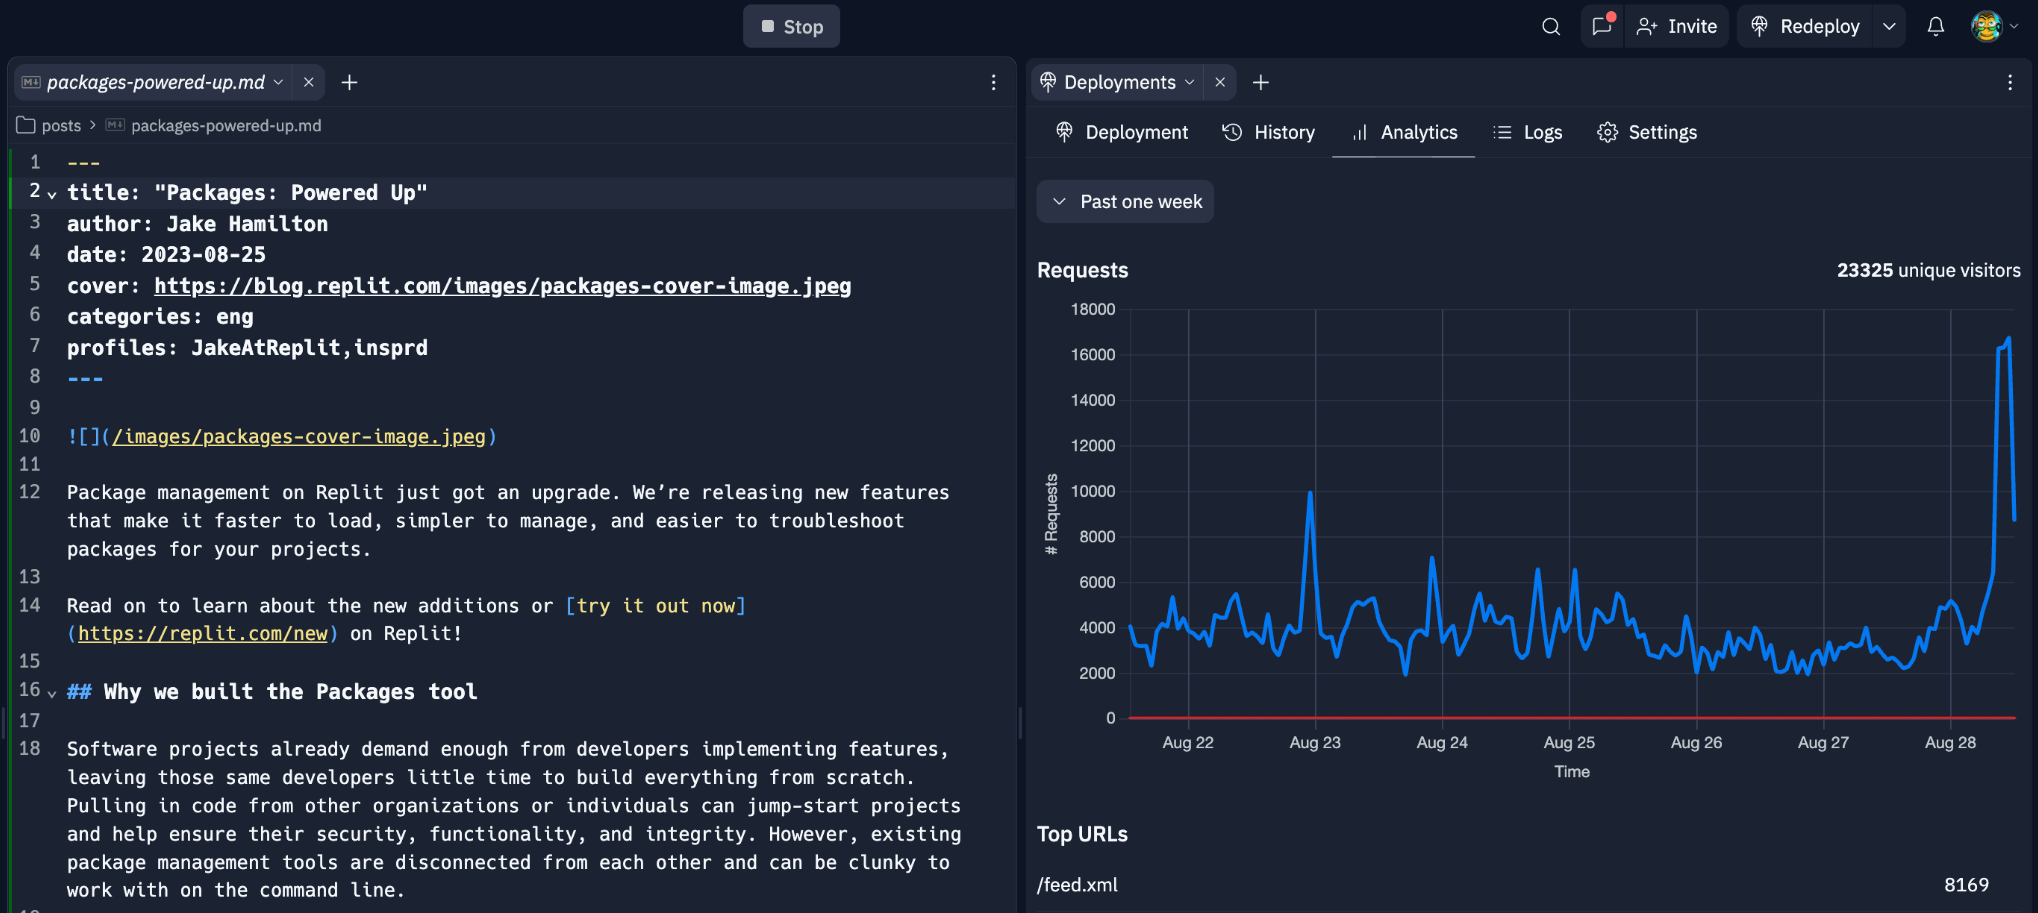 Stop
Invite
Redeploy
packages-powered-up.md
posts > packages-powered-up.md
1 ---
2 title: "Packages: Powered Up"
3 author: Jake Hamilton
4 date: 2023-08-25
5 cover: https://blog.replit.com/images/packages-cover-image.jpeg
6 categories: eng
7 profiles: JakeAtReplit,insprd
8 ---
9
10 ![](/images/packages-cover-image.jpeg)
11
12 Package management on Replit just got an upgrade. We’re releasing new features
that make it faster to load, simpler to manage, and easier to troubleshoot
packages for your projects.
13
14 Read on to learn about the new additions or [try it out now]
(https://replit.com/new) on Replit!
15
16 ## Why we built the Packages tool
17
18 Software projects already demand enough from developers implementing features,
leaving those same developers little time to build everything from scratch.
Pulling in code from other organizations or individuals can jump-start projects
and help ensure their security, functionality, and integrity. However, existing
package management tools are disconnected from each other and can be clunky to
work with on the command line.
Deployments
Deployment History Analytics Logs Settings
Past one week
Requests
23325 unique visitors
18000
16000
14000
12000
10000
8000
6000
4000
2000
0
# Requests
Aug 22 Aug 23 Aug 24 Aug 25 Aug 26 Aug 27 Aug 28
Time
Top URLs
/feed.xml 8169